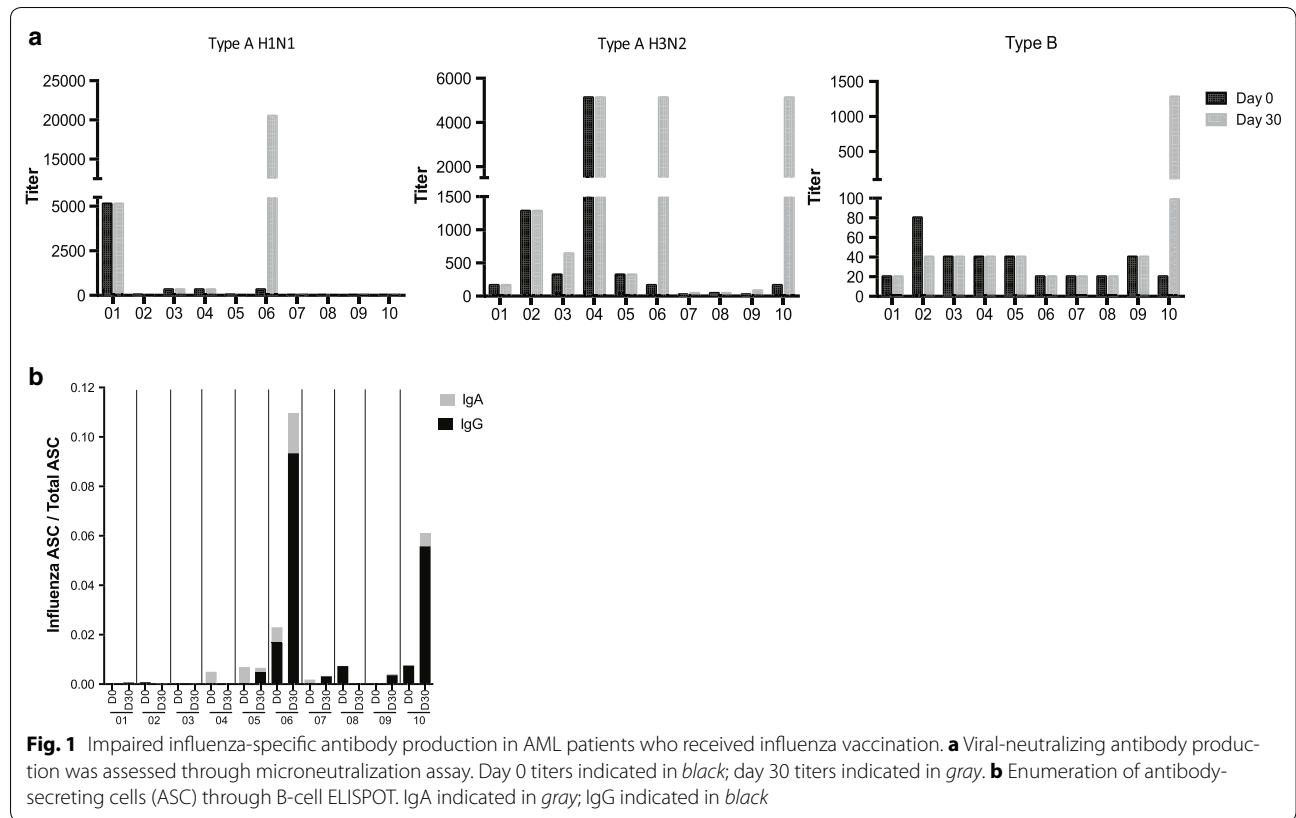 a
Type A H1N1
Type A H3N2
Type B
25000
20000
15000
5000
2500
0
Titer
01 02 03 04 05 06 07 08 09 10
6000
4000
2000
1500
1000
500
0
Titer
01 02 03 04 05 06 07 08 09 10
1500
1000
500
100
80
60
40
20
0
Titer
01 02 03 04 05 06 07 08 09 10
Day 0
Day 30
b
0.12
0.10
0.08
0.06
0.04
0.02
0.00
Influenza ASC / Total ASC
IgA
IgG
D0 D30 D0 D30 D0 D30 D0 D30 D0 D30 D0 D30 D0 D30 D0 D30 D0 D30 D0 D30
01 02 03 04 05 06 07 08 09 10
Fig. 1 Impaired influenza-specific antibody production in AML patients who received influenza vaccination. a Viral-neutralizing antibody produc-
tion was assessed through microneutralization assay. Day 0 titers indicated in black; day 30 titers indicated in gray. b Enumeration of antibody-
secreting cells (ASC) through B-cell ELISPOT. IgA indicated in gray; IgG indicated in black